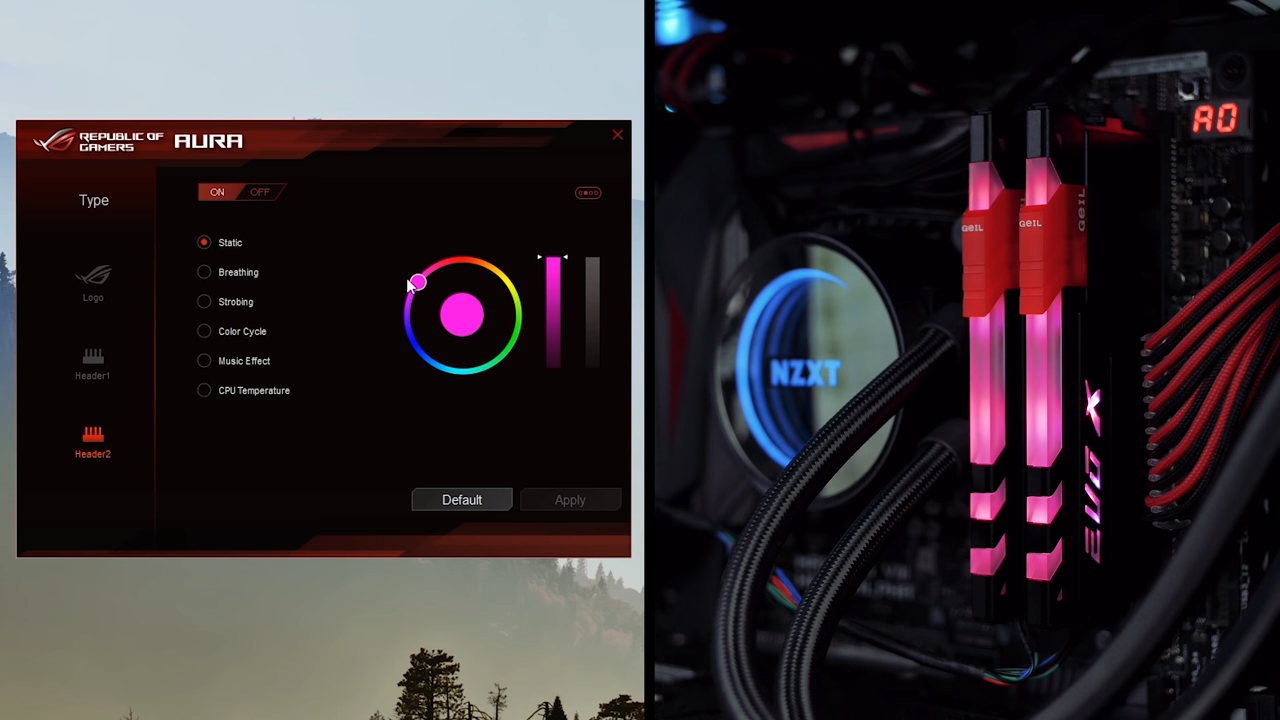 REPUBLIC OF
GAMERS
AURA
Type
ON
OFF
Logo
Header1
Header2
Static
Breathing
Strobing
Color Cycle
Music Effect
CPU Temperature
Default
Apply
A0
GeIL
GeIL
GeIL
NZXT
EVO X